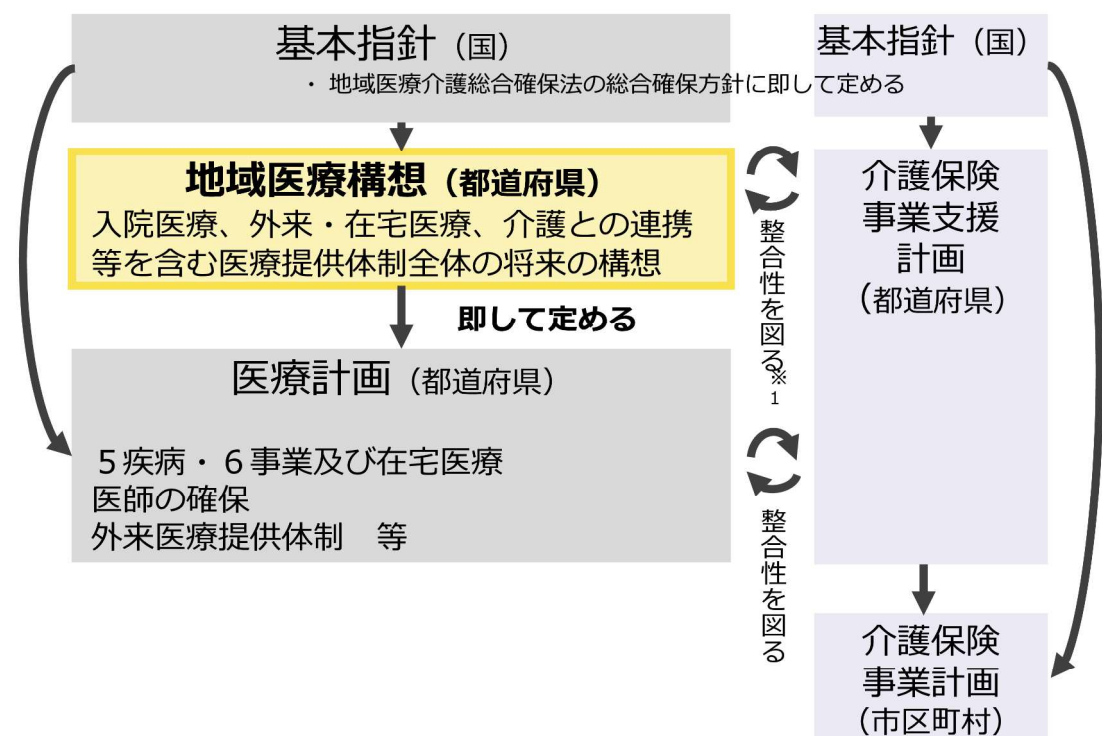 基本指針（国）
・ 地域医療介護総合確保法の総合確保方針に即して定める
地域医療構想（都道府県）
入院医療、外来・在宅医療、介護との連携
等を含む医療提供体制全体の将来の構想
即して定める
医療計画（都道府県）
５疾病・６事業及び在宅医療
医師の確保
外来医療提供体制　等
整合性を図る※1
整合性を図る
基本指針（国）
介護保険
事業支援
計画
（都道府県）
介護保険
事業計画
（市区町村）